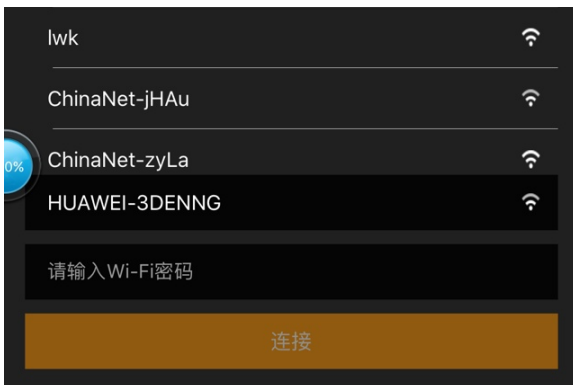 lwk
ChinaNet-jHAu
ChinaNet-zyLa
0%
HUAWEI-3DENNG
请输入Wi-Fi密码
连接